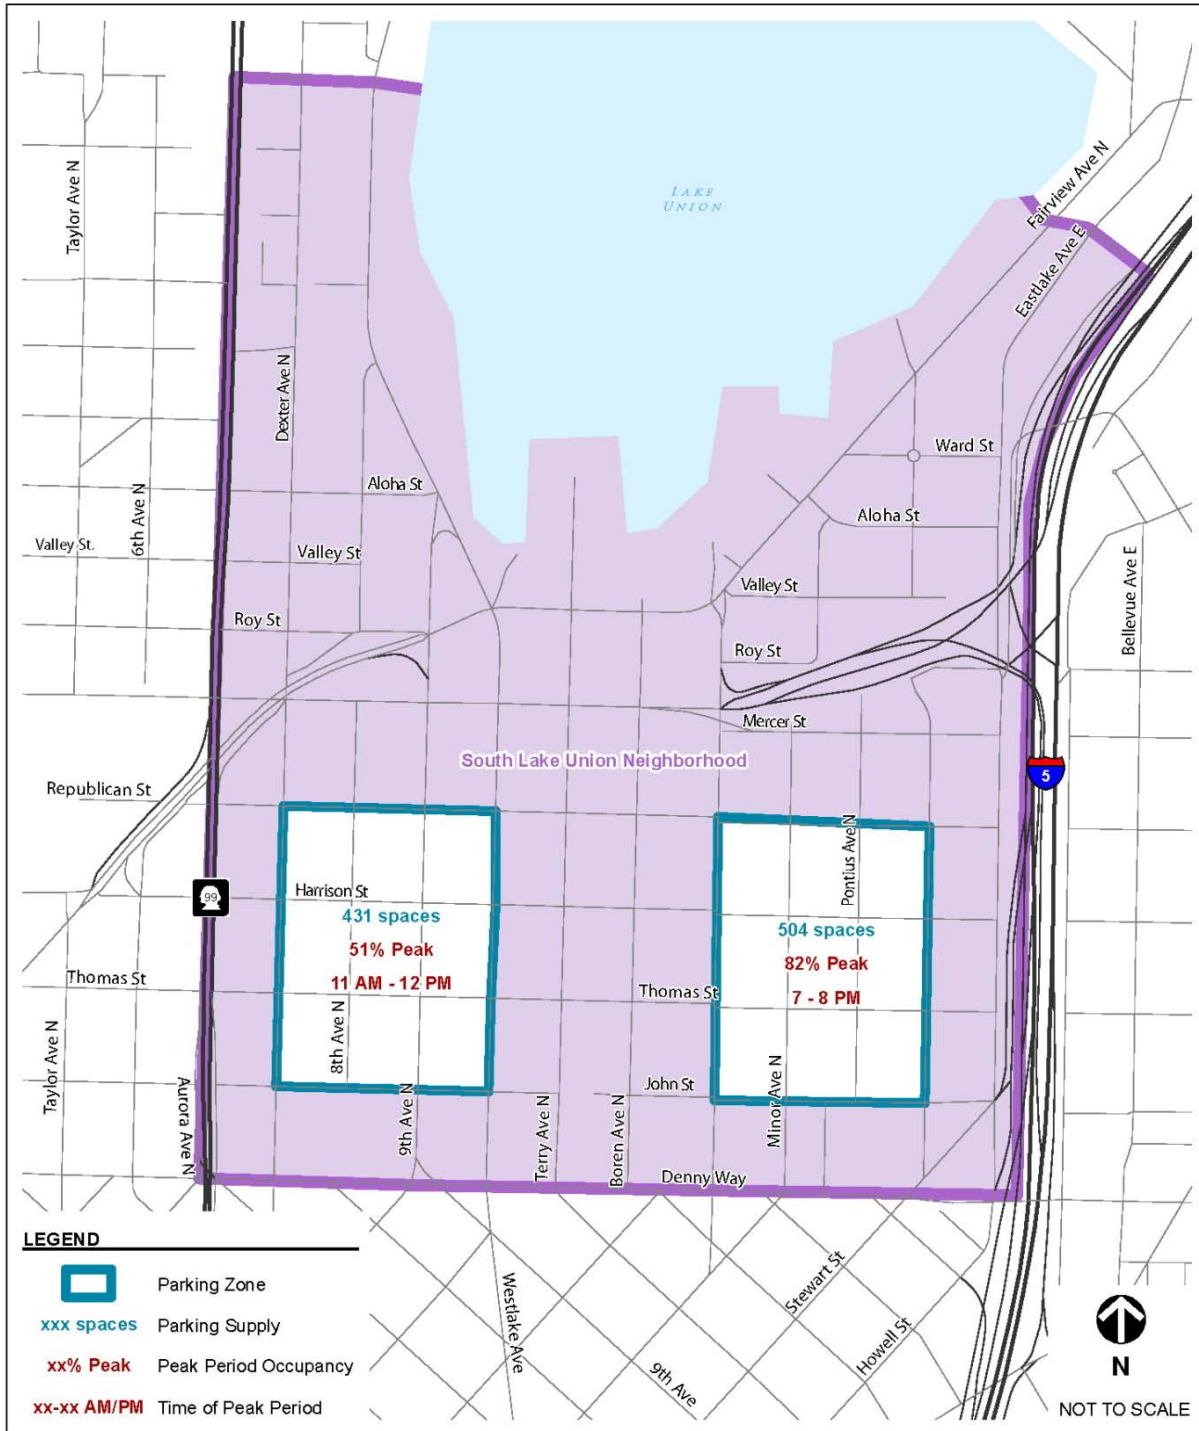 LAKE
UNION
Fairview Ave N
Taylor Ave N
Eastlake Ave E
Dexter Ave N
Ward St
Aloha St
6th Ave N
Aloha St
Valley St.
Valley St
Bellevue Ave E
Valley St
Roy St
Roy St
Mercer St
South Lake Union Neighborhood
5
Republican St
Pontius Ave N
99
Harrison St
431 spaces
51% Peak
11 AM - 12 PM
504 spaces
82% Peak
7 - 8 PM
Thomas St
Thomas St
8th Ave N
Taylor Ave N
Aurora Ave N
John St
9th Ave N
Terry Ave N
Boren Ave N
Minor Ave N
Denny Way
Westlake Ave
Stewart St
Howell St
9th Ave
LEGEND
Parking Zone
xxx spaces Parking Supply
xx% Peak Peak Period Occupancy
xx-xx AM/PM Time of Peak Period
N
NOT TO SCALE